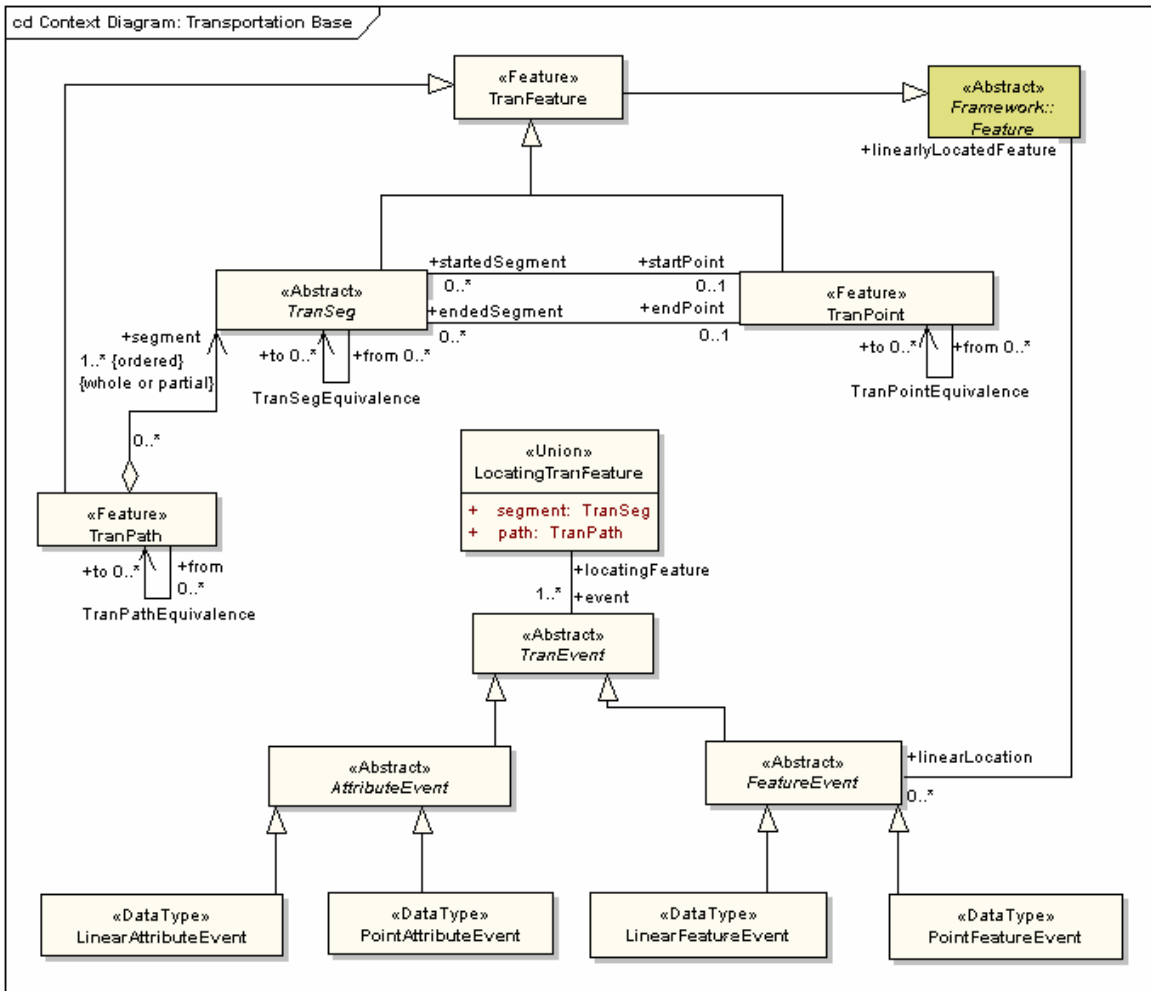 cd Context Diagram: Transportation Base
«Feature»
TranFeature
«Abstract»
Framework::
Feature
+linearlyLocatedFeature
+startedSegment
+startPoint
0..*
0..1
«Abstract»
TranSeg
«Feature»
TranPoint
+endedSegment
+endPoint
0..*
0..1
+segment
1..* {ordered}
{whole or partial}
+to 0..*
+from 0..*
TranSegEquivalence
+to 0..*
+from 0..*
TranPointEquivalence
0..*
«Union»
LocatingTranFeature
+ segment: TranSeg
+ path: TranPath
«Feature»
TranPath
+to 0..*
+from
0..*
TranPathEquivalence
+locatingFeature
1..*
+event
«Abstract»
TranEvent
«Abstract»
AttributeEvent
«Abstract»
FeatureEvent
+linearLocation
0..*
«DataType»
LinearAttributeEvent
«DataType»
PointAttributeEvent
«DataType»
LinearFeatureEvent
«DataType»
PointFeatureEvent